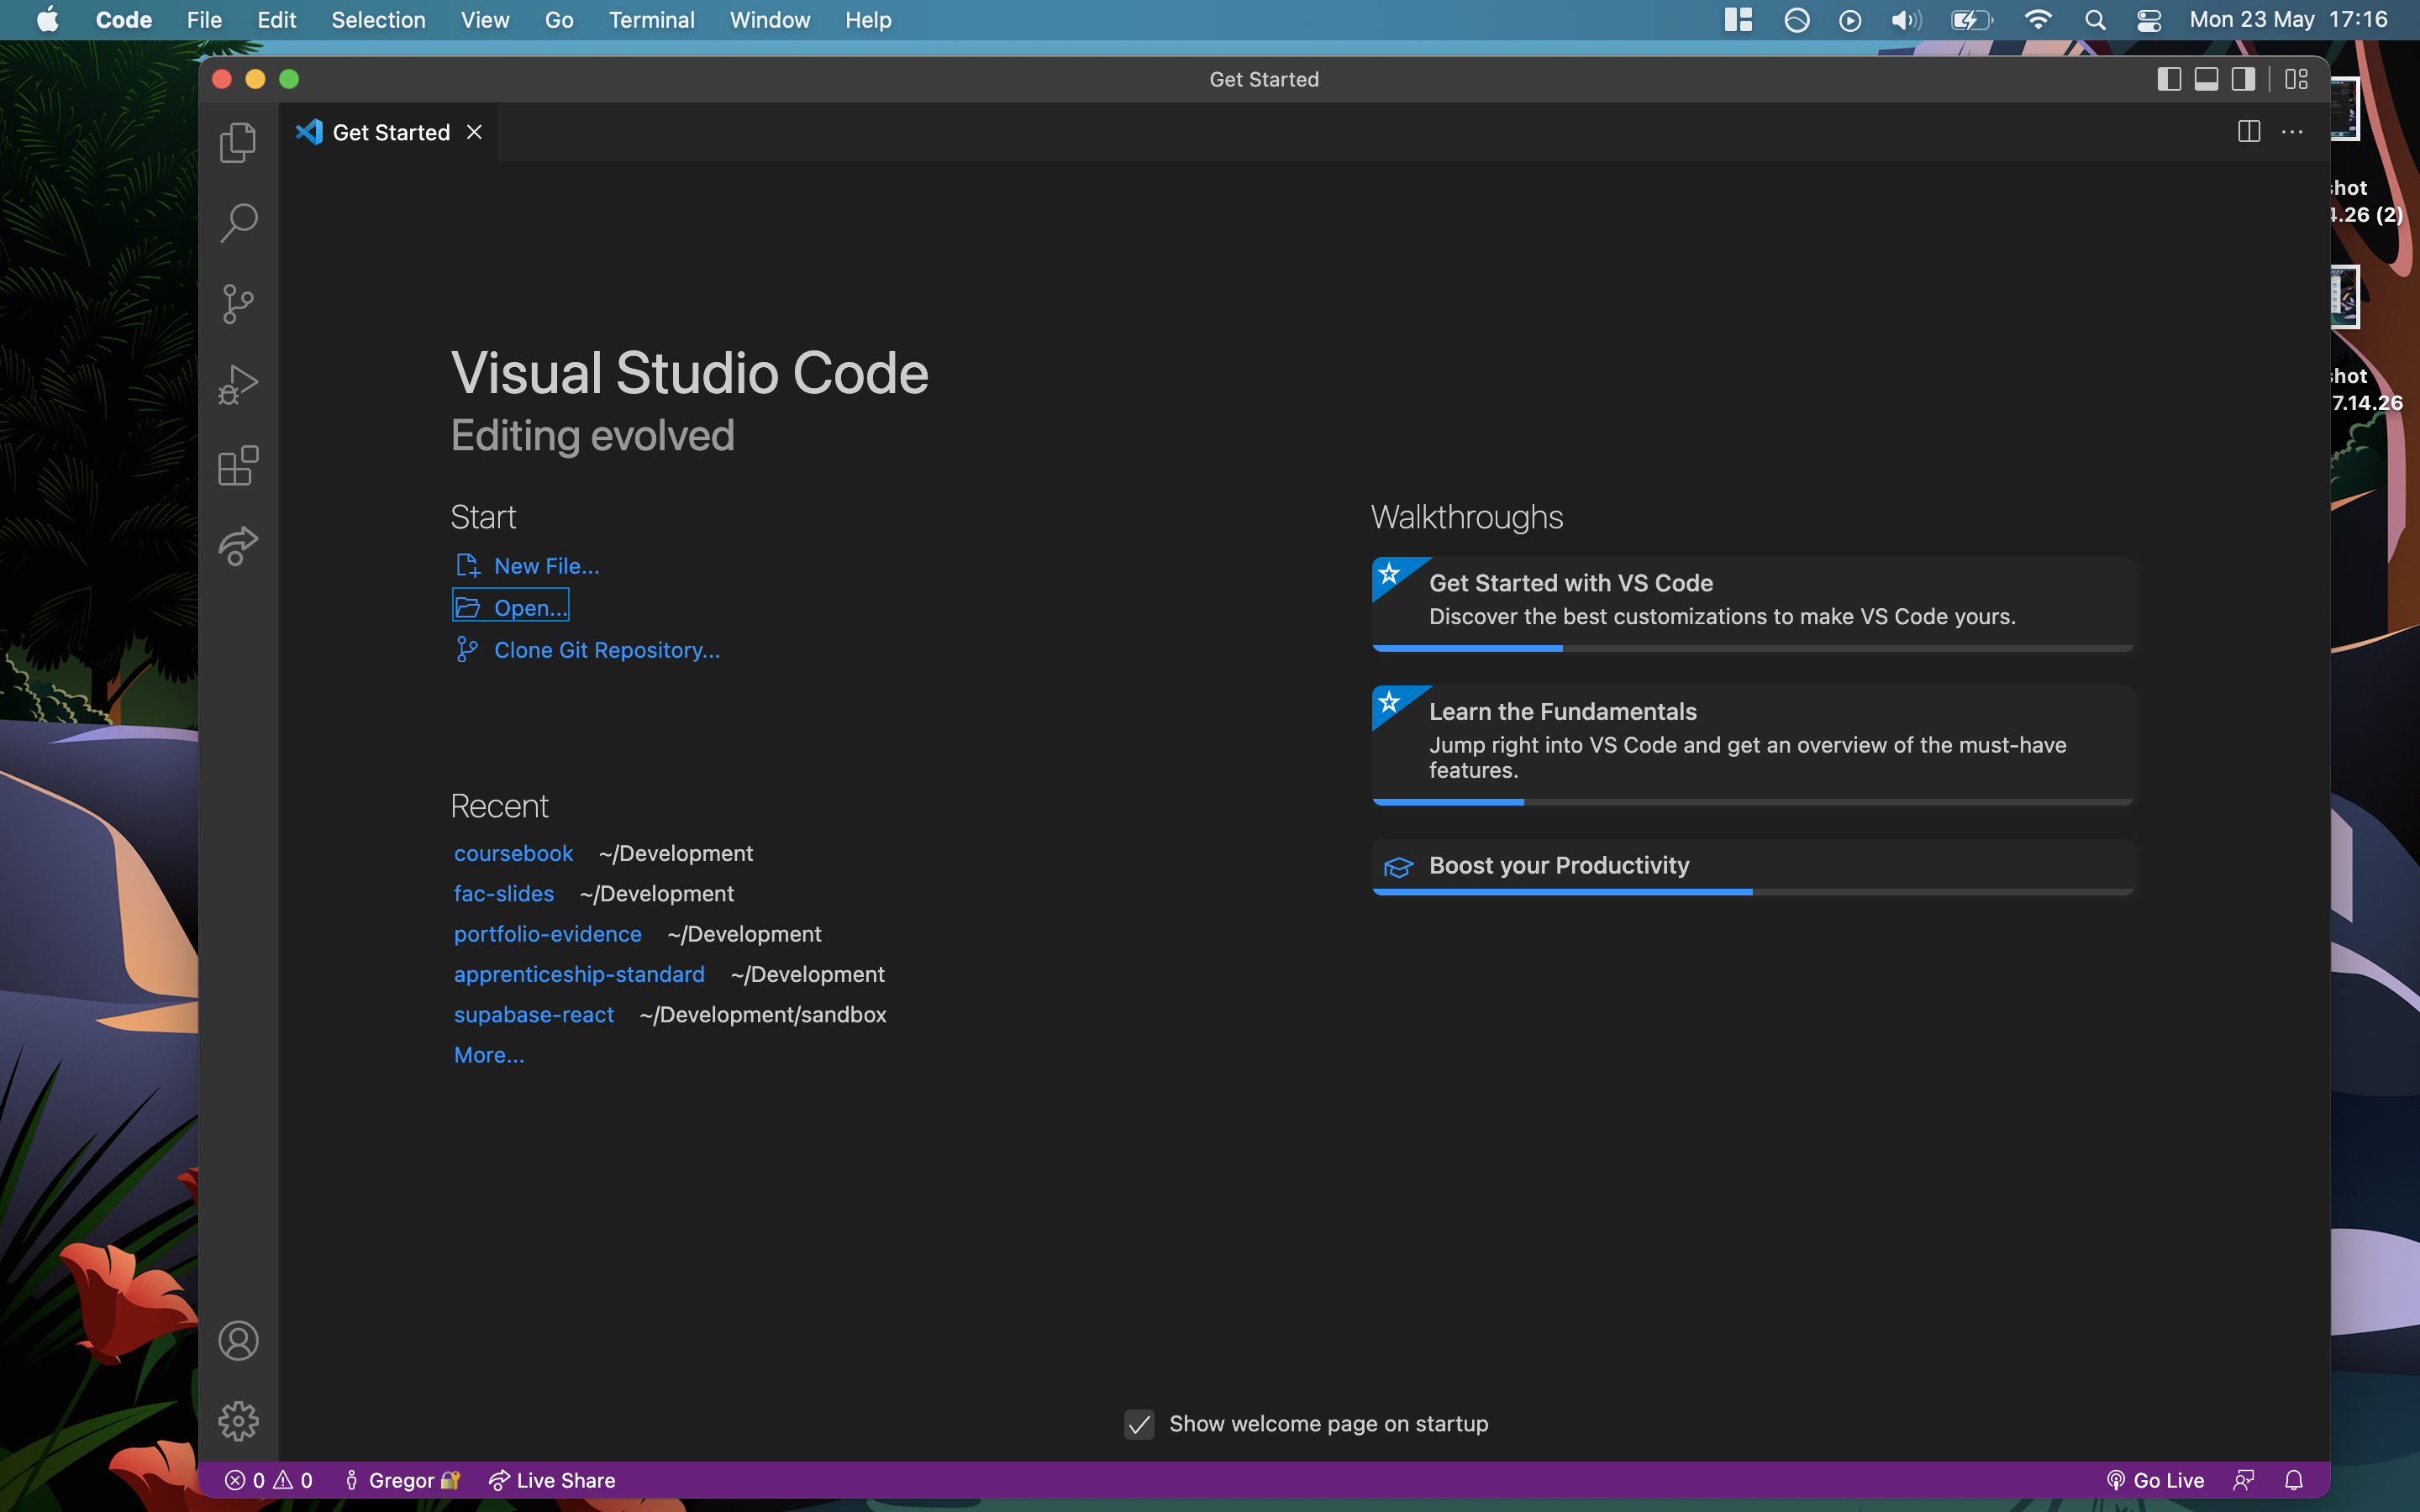 Code File Edit Selection View Go Terminal Window Help Mon 23 May 17:16
Get Started
Get Started
shot
4.26 (2)
shot
7.14.26
Visual Studio Code
Editing evolved
Start
New File...
Open...
Clone Git Repository...
Recent
coursebook ~/Development
fac-slides ~/Development
portfolio-evidence ~/Development
apprenticeship-standard ~/Development
supabase-react ~/Development/sandbox
More...
Walkthroughs
Get Started with VS Code
Discover the best customizations to make VS Code yours.
Learn the Fundamentals
Jump right into VS Code and get an overview of the must-have
features.
Boost your Productivity
Show welcome page on startup
0 0 Gregor 🔐 Live Share Go Live